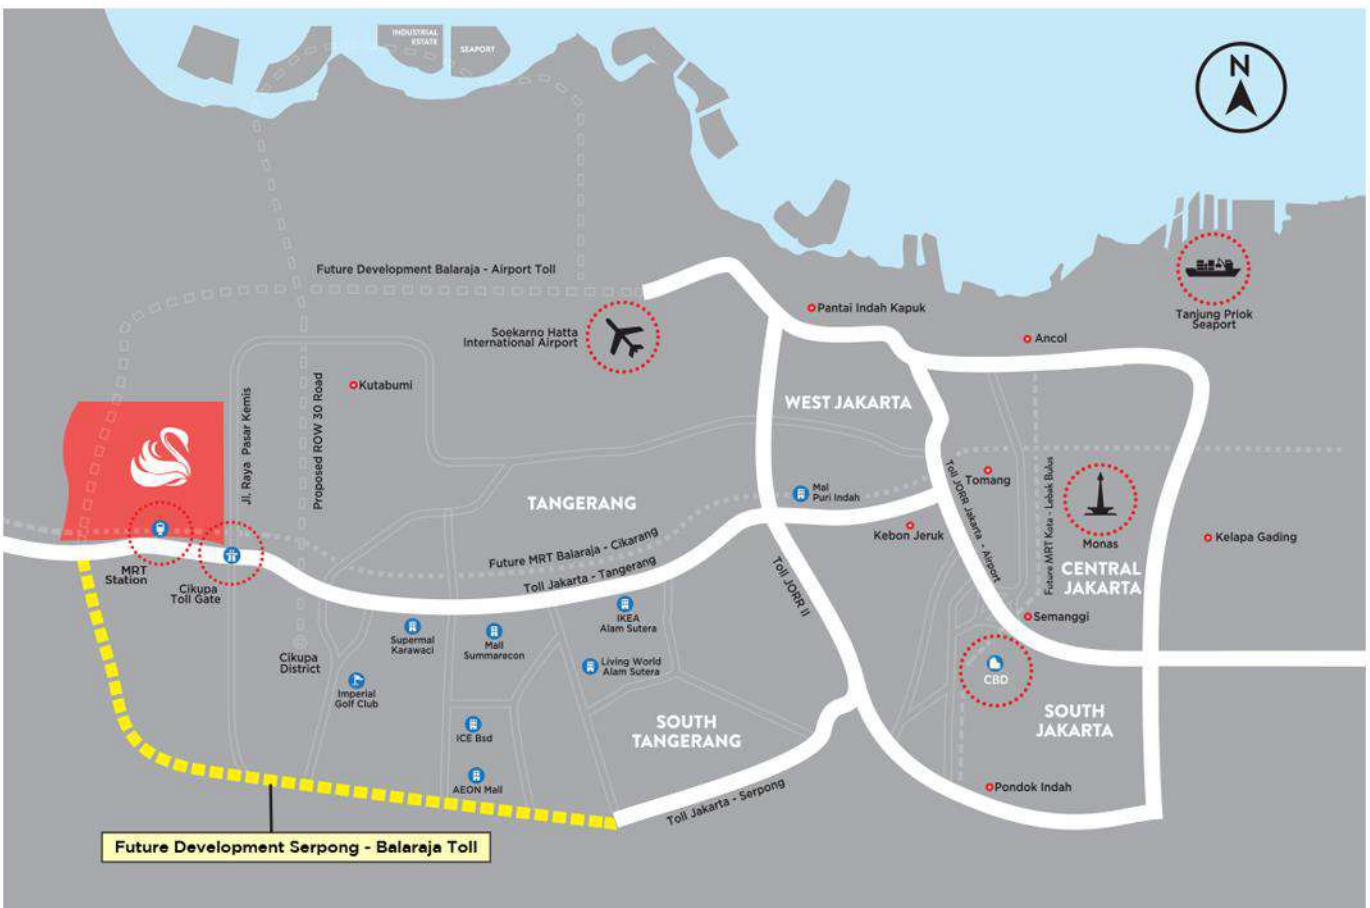 INDUSTRIAL
ESTATE
SEAPORT
N
Future Development Balaraja - Airport Toll
Soekarno Hatta
International Airport
Pantai Indah Kapuk
Ancol
Tanjung Priok
Seaport
Kutabumi
Jl. Raya Pasar Kemis
Proposed ROW 30 Road
WEST JAKARTA
TANGERANG
Mal
Puri Indah
Tomang
Toll JORR Jakarta - Airport
Future MRT Kota - Lebak Bulus
Monas
Kebon Jeruk
Kelapa Gading
CENTRAL
JAKARTA
Future MRT Balaraja - Cikarang
Toll Jakarta - Tangerang
Toll JORR II
MRT
Station
Cikupa
Toll Gate
Semanggi
IKEA
Alam Sutera
Supermal
Karawaci
Mall
Summarecon
Cikupa
District
Living World
Alam Sutera
CBD
Imperial
Golf Club
SOUTH
TANGERANG
SOUTH
JAKARTA
ICE Bsd
AEON Mall
Toll Jakarta - Serpong
Pondok Indah
Future Development Serpong - Balaraja Toll